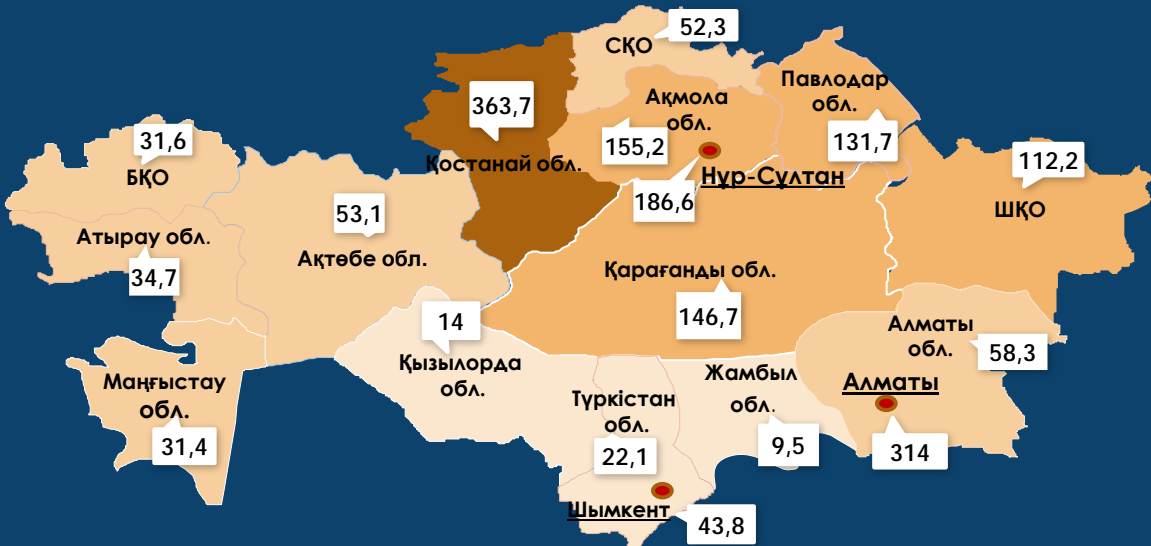 52,3
СҚО
363,7
Қостанай обл.
Ақмола
обл.
155,2
Павлодар
обл.
131,7
31,6
БҚО
Нұр-Сұлтан
186,6
112,2
ШҚО
53,1
Ақтөбе обл.
Атырау обл.
34,7
Қарағанды обл.
146,7
14
Қызылорда
обл.
Алматы
обл.
58,3
Маңғыстау
обл.
31,4
Түркістан
обл.
22,1
Жамбыл
обл.
9,5
Алматы
314
Шымкент
43,8